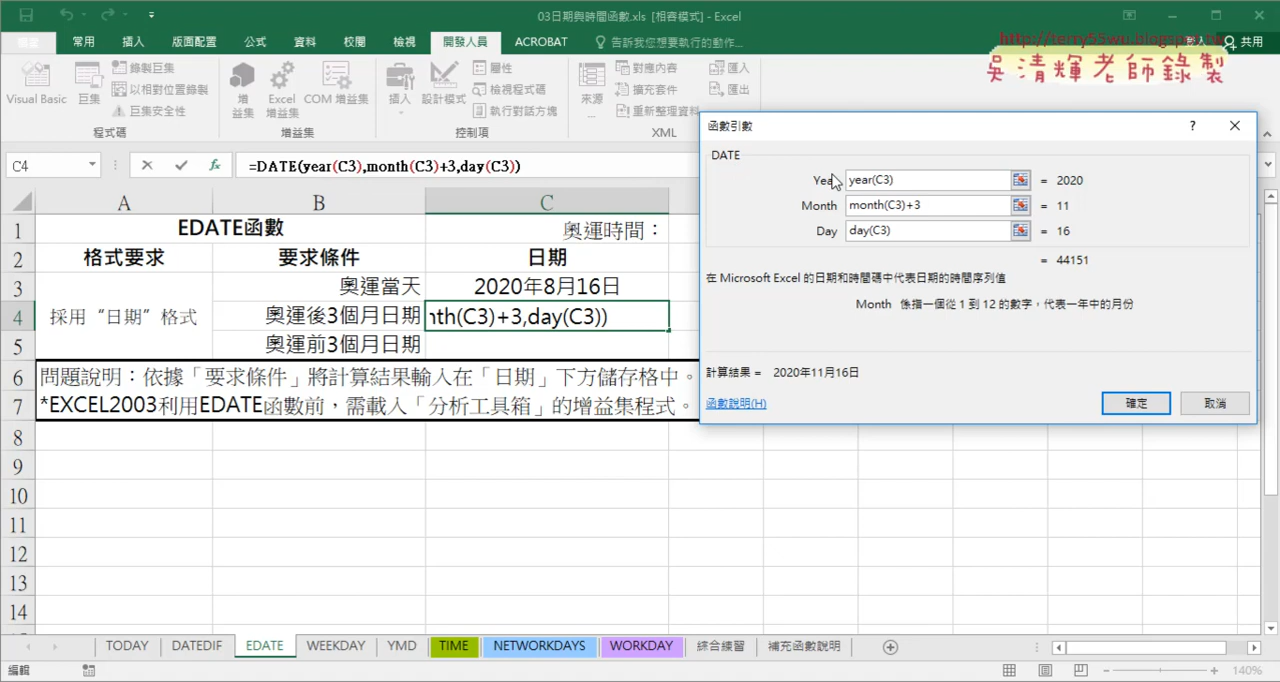 03日期與時間函數.xls [相容模式] - Excel
檔案 常用 插入 版面配置 公式 資料 校閱 檢視 開發人員 ACROBAT 告訴我您想要執行的動作... 登入 共用
http://terry55wu.blogspot.tw
吳清輝老師錄製
Visual Basic 巨集 錄製巨集 以相對位置錄製 巨集安全性
增益集 Excel 增益集 COM 增益集
插入 設計模式 屬性 檢視程式碼 執行對話方塊
來源... 對應內容 擴充套件 重新整理資料 匯入 匯出
程式碼 增益集 控制項 XML
C4 fx =DATE(year(C3),month(C3)+3,day(C3))
A B C
1 EDATE函數 奧運時間：
2 格式要求 要求條件 日期
3 奧運當天 2020年8月16日
4 採用“日期”格式 奧運後3個月日期 nth(C3)+3,day(C3))
5 奧運前3個月日期
6 問題說明：依據「要求條件」將計算結果輸入在「日期」下方儲存格中。
7 *EXCEL2003利用EDATE函數前，需載入「分析工具箱」的增益集程式。
8
9
10
11
12
13
14
函數引數 ?
DATE
Year year(C3) = 2020
Month month(C3)+3 = 11
Day day(C3) = 16
= 44151
在 Microsoft Excel 的日期和時間碼中代表日期的時間序列值
Month 係指一個從 1 到 12 的數字，代表一年中的月份
計算結果 = 2020年11月16日
函數說明(H) 確定 取消
TODAY DATEDIF EDATE WEEKDAY YMD TIME NETWORKDAYS WORKDAY 綜合練習 補充函數說明
編輯 140%